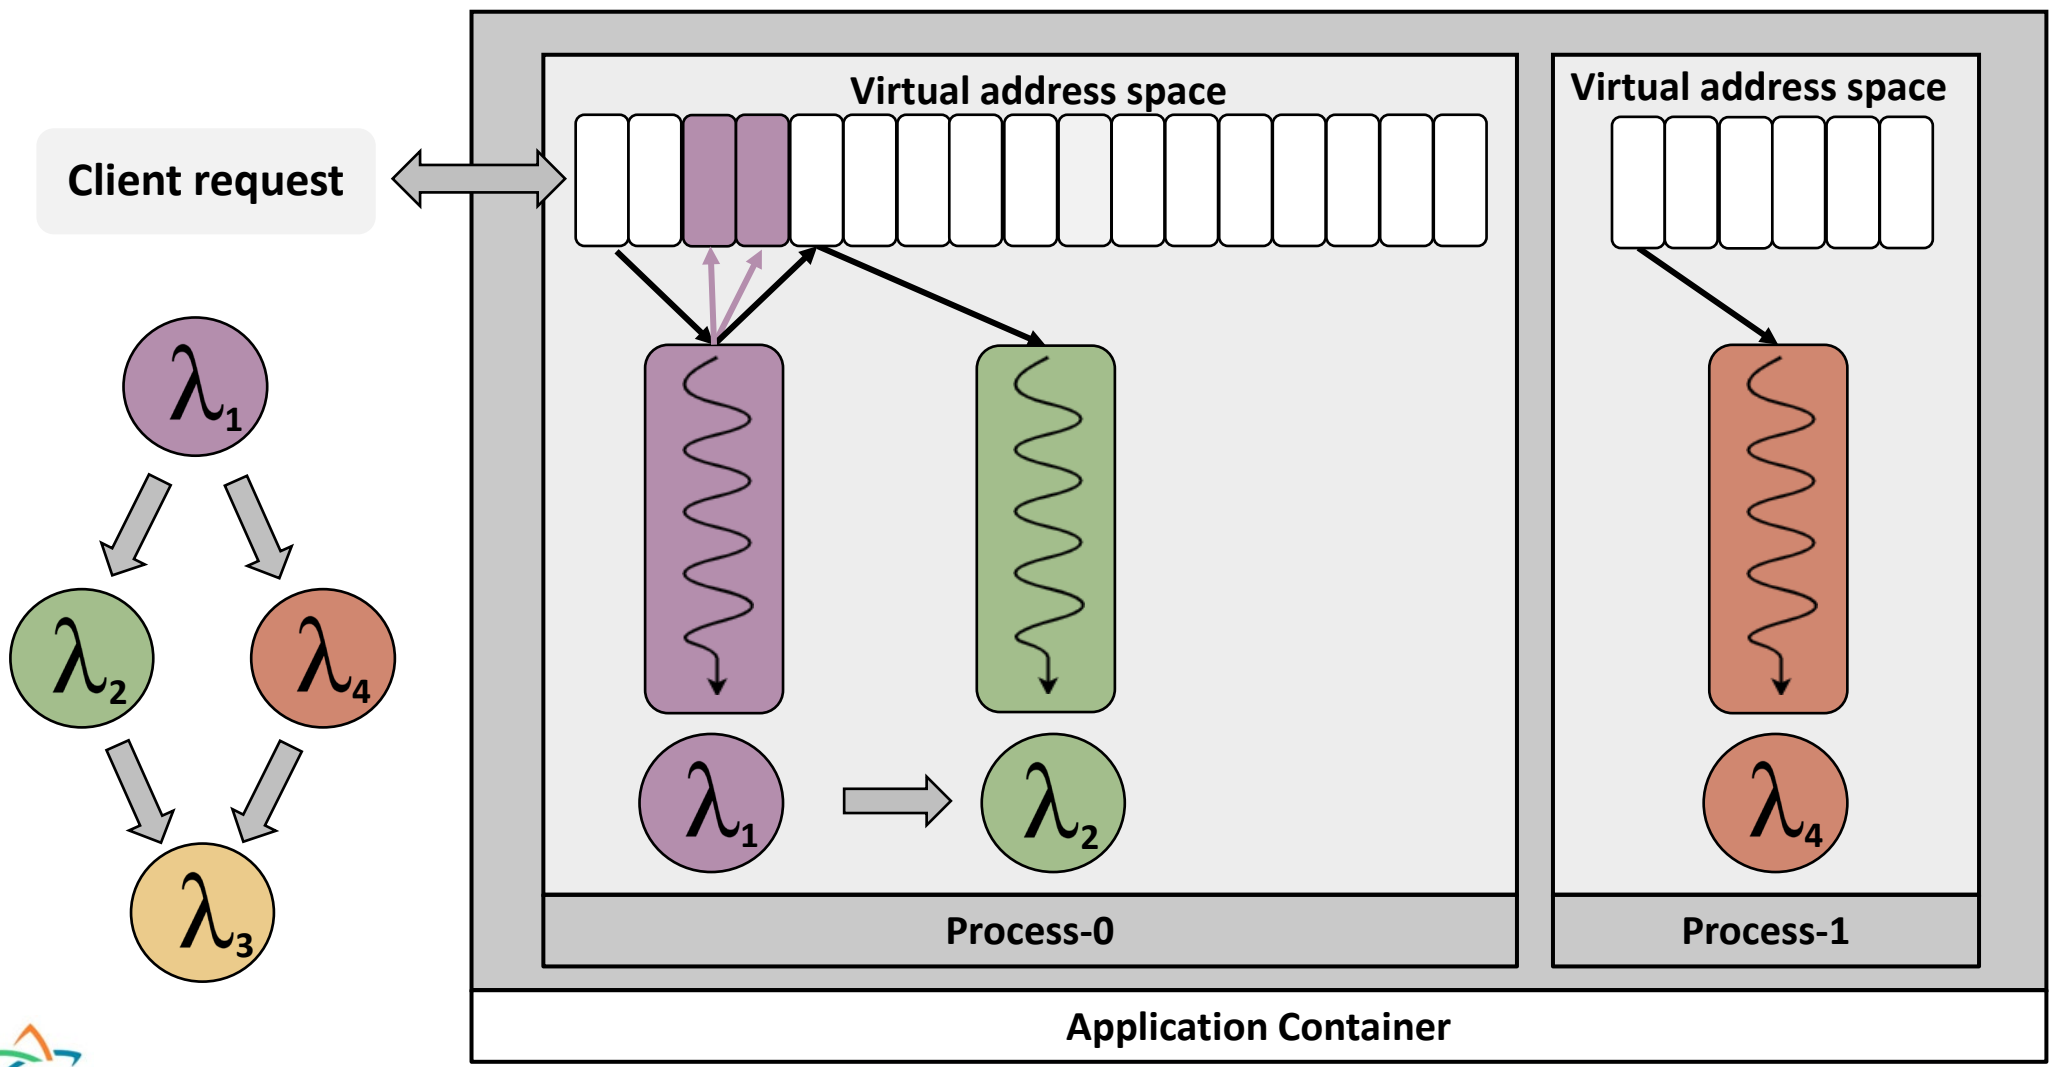 Virtual address space
Virtual address space
Client request
λ1
λ2
λ4
λ3
λ1
λ2
λ4
Process-0
Process-1
Application Container